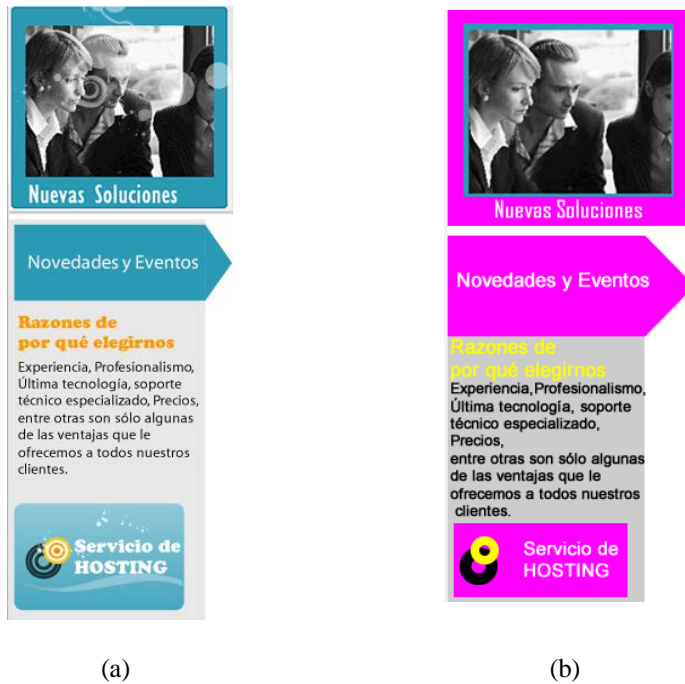 Nuevas Soluciones
Novedades y Eventos
Razones de
por qué elegirnos
Experiencia, Profesionalismo,
Última tecnología, soporte
técnico especializado, Precios,
entre otras son sólo algunas
de las ventajas que le
ofrecemos a todos nuestros
clientes.
Servicio de
HOSTING
(a)
Nuevas Soluciones
Novedades y Eventos
Razones de
por qué elegirnos
Experiencia, Profesionalismo,
Última tecnología, soporte
técnico especializado,
Precios,
entre otras son sólo algunas
de las ventajas que le
ofrecemos a todos nuestros
clientes.
Servicio de
HOSTING
(b)